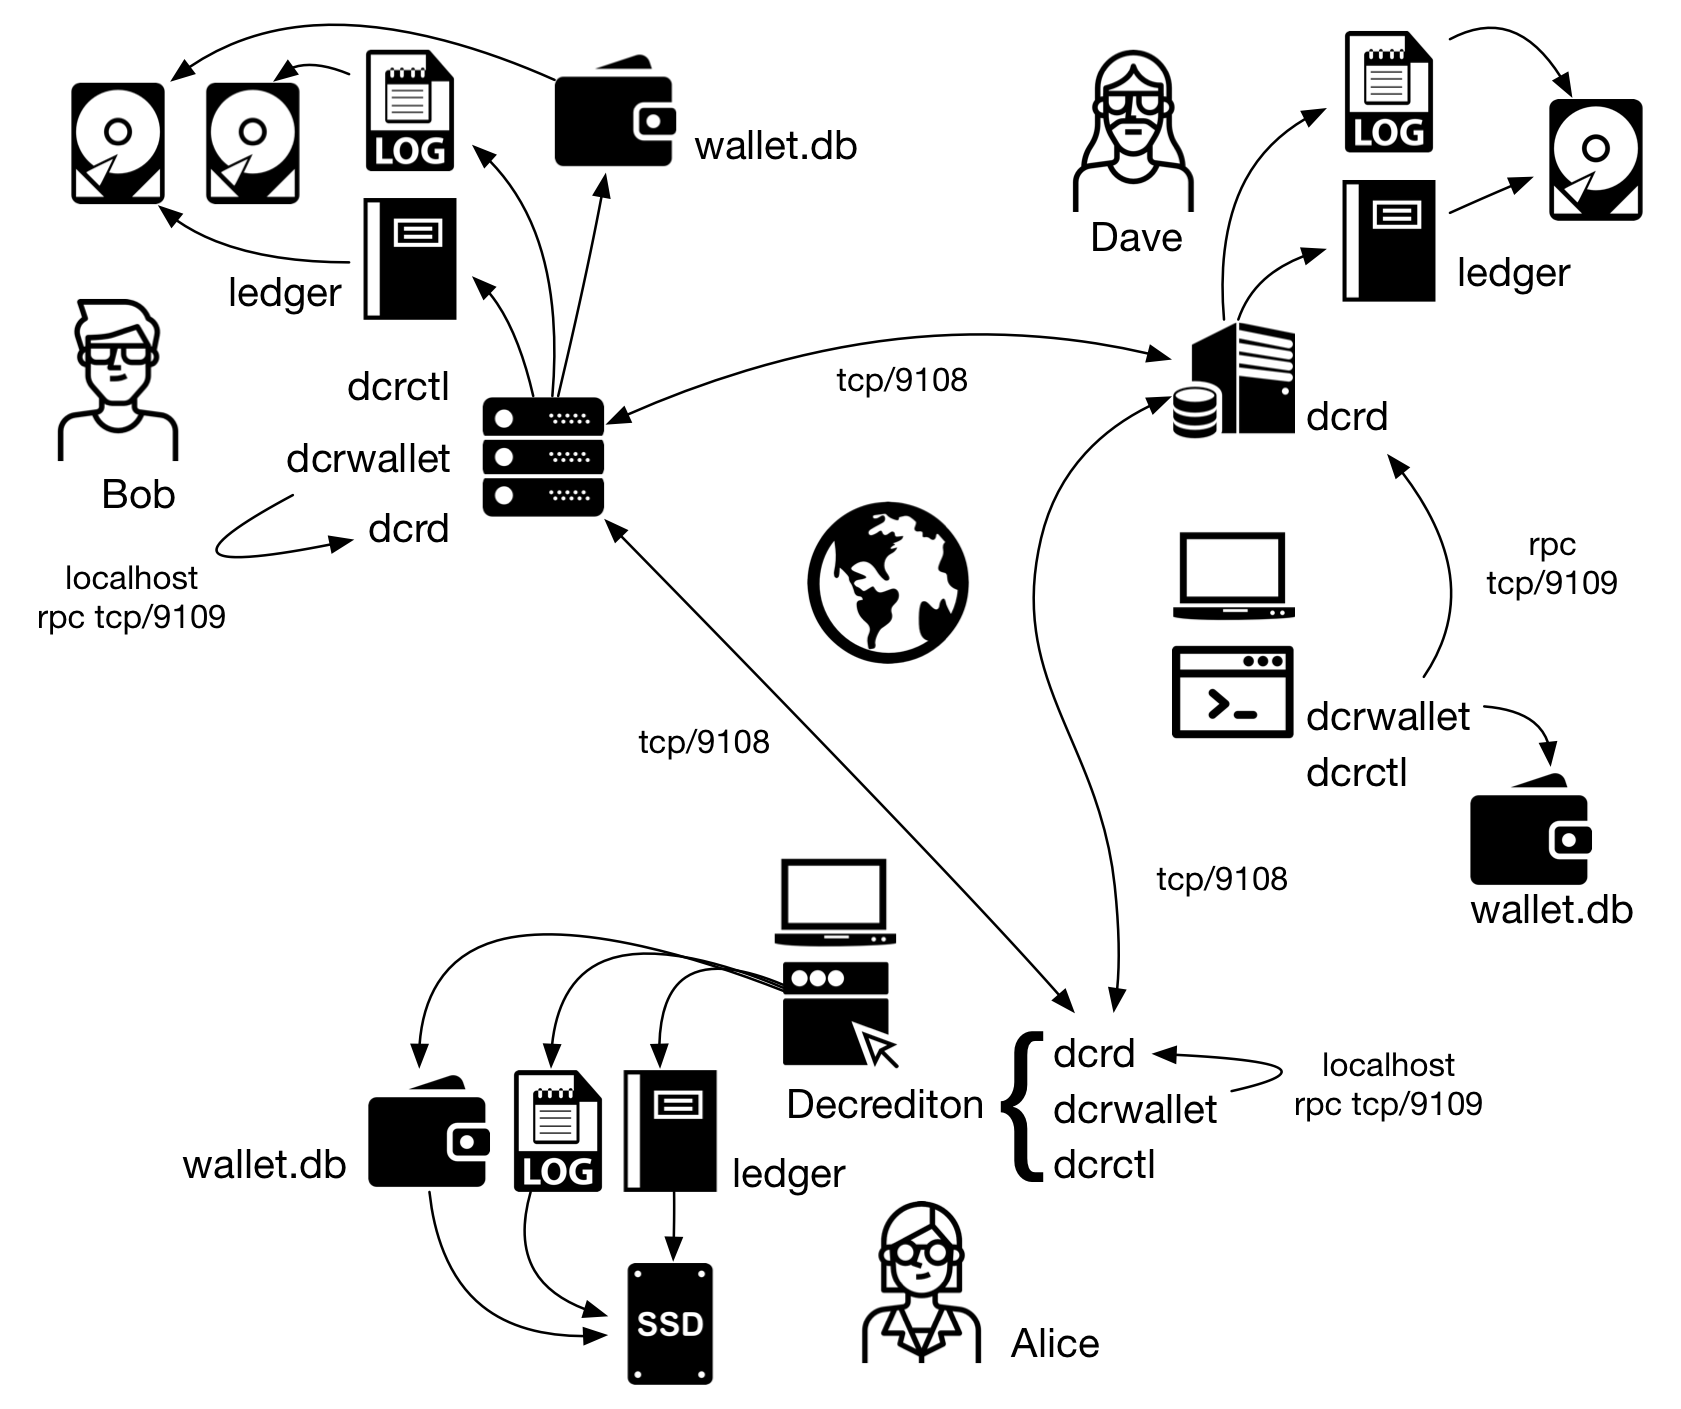 LOG
wallet.db
ledger
Bob
dcrctl
dcrwallet
dcrd
localhost
rpc tcp/9109
tcp/9108
Dave
LOG
ledger
dcrd
rpc
tcp/9109
dcrwallet
dcrctl
wallet.db
tcp/9108
tcp/9108
wallet.db
LOG
ledger
SSD
Decrediton
{
dcrd
dcrwallet
dcrctl
localhost
rpc tcp/9109
Alice